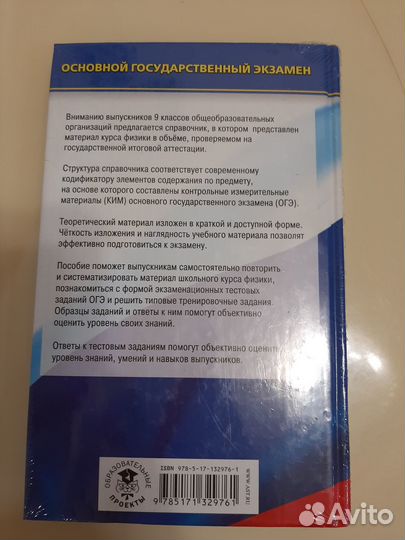 ОСНОВНОЙ ГОСУДАРСТВЕННЫЙ ЭКЗАМЕН
Вниманию выпускников 9 классов общеобразовательных
организаций предлагается справочник, в котором представлен
материал курса физики в объёме, проверяемом на
государственной итоговой аттестации.
Структура справочника соответствует современному
кодификатору элементов содержания по предмету,
на основе которого составлены контрольные измерительные
материалы (КИМ) основного государственного экзамена (ОГЭ).
Теоретический материал изложен в краткой и доступной форме.
Чёткость изложения и наглядность учебного материала позволят
эффективно подготовиться к экзамену.
Пособие поможет выпускникам самостоятельно повторить
и систематизировать материал школьного курса физики,
познакомиться с формой экзаменационных тестовых
заданий ОГЭ и решить типовые тренировочные задания.
Образцы заданий и ответы к ним помогут объективно
оценить уровень своих знаний.
Ответы к тестовым заданиям помогут объективно оценить
уровень знаний, умений и навыков выпускников.
ОБРАЗОВАТЕЛЬНЫЕ
ПРОЕКТЫ
ISBN 978-5-17-132976-1
9 785171 329761
WWW.AST.RU
Avito